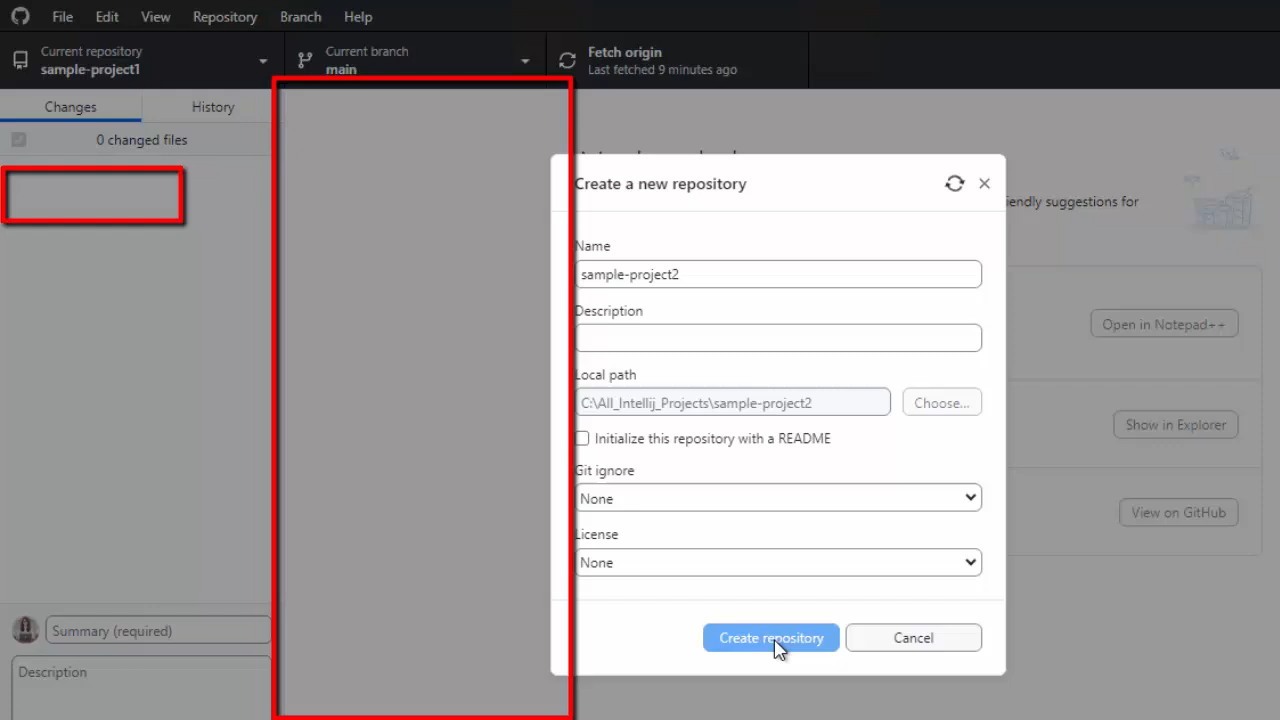 File Edit View Repository Branch Help
Current repository
sample-project1
Current branch
main
Fetch origin
Last fetched 9 minutes ago
Changes
History
0 changed files
Create a new repository
iendly suggestions for
Name
sample-project2
Description
Open in Notepad++
Local path
C:\All_Intellij_Projects\sample-project2
Choose...
Show in Explorer
Initialize this repository with a README
Git ignore
None
View on GitHub
License
None
Summary (required)
Create repository
Cancel
Description